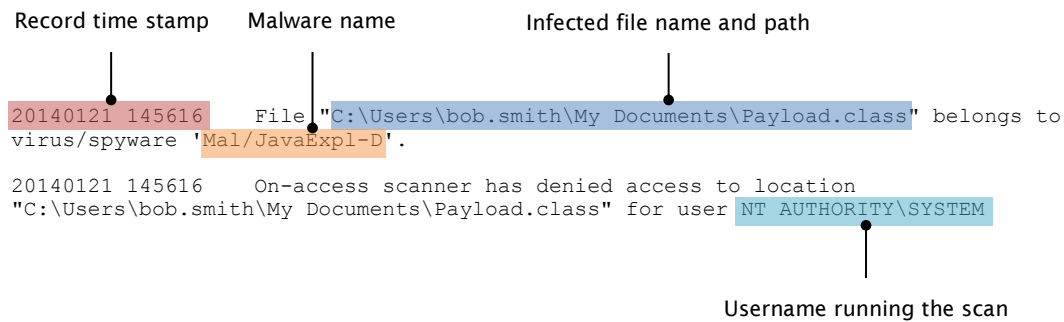 Record time stamp Malware name Infected file name and path
20140121 145616 File "C:\Users\bob.smith\My Documents\Payload.class" belongs to
virus/spyware 'Mal/JavaExpl-D'.
20140121 145616 On-access scanner has denied access to location
"C:\Users\bob.smith\My Documents\Payload.class" for user NT AUTHORITY\SYSTEM
Username running the scan